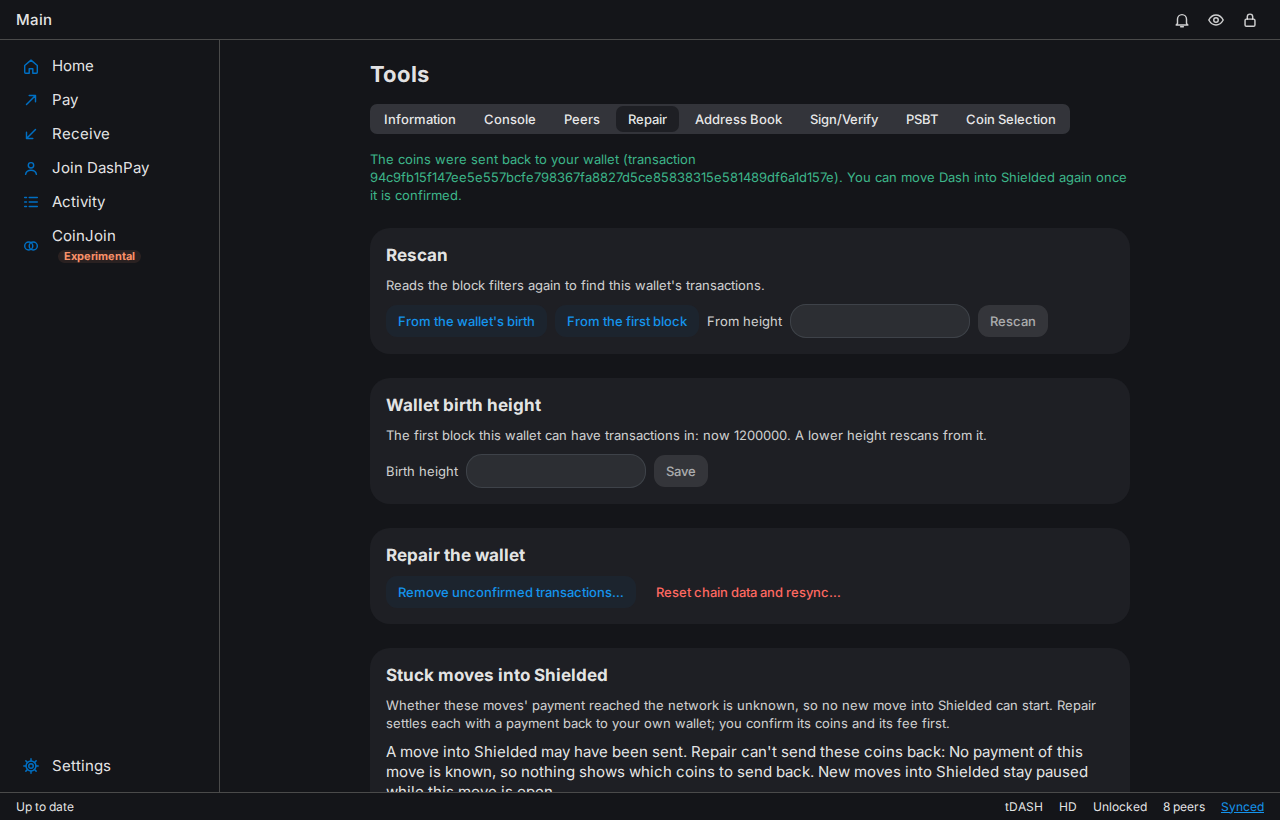 Main
Home
Pay
Receive
Join DashPay
Activity
CoinJoin
Experimental
Settings
Tools
Information Console Peers Repair Address Book Sign/Verify PSBT Coin Selection
The coins were sent back to your wallet (transaction
94c9fb15f147ee5e557bcfe798367fa8827d5ce85838315e581489df6a1d157e). You can move Dash into Shielded again once
it is confirmed.
Rescan
Reads the block filters again to find this wallet's transactions.
From the wallet's birth From the first block From height Rescan
Wallet birth height
The first block this wallet can have transactions in: now 1200000. A lower height rescans from it.
Birth height Save
Repair the wallet
Remove unconfirmed transactions... Reset chain data and resync...
Stuck moves into Shielded
Whether these moves' payment reached the network is unknown, so no new move into Shielded can start. Repair
settles each with a payment back to your own wallet; you confirm its coins and its fee first.
A move into Shielded may have been sent. Repair can't send these coins back: No payment of this
move is known, so nothing shows which coins to send back. New moves into Shielded stay paused
while this move is open.
Up to date tDASH HD Unlocked 8 peers Synced